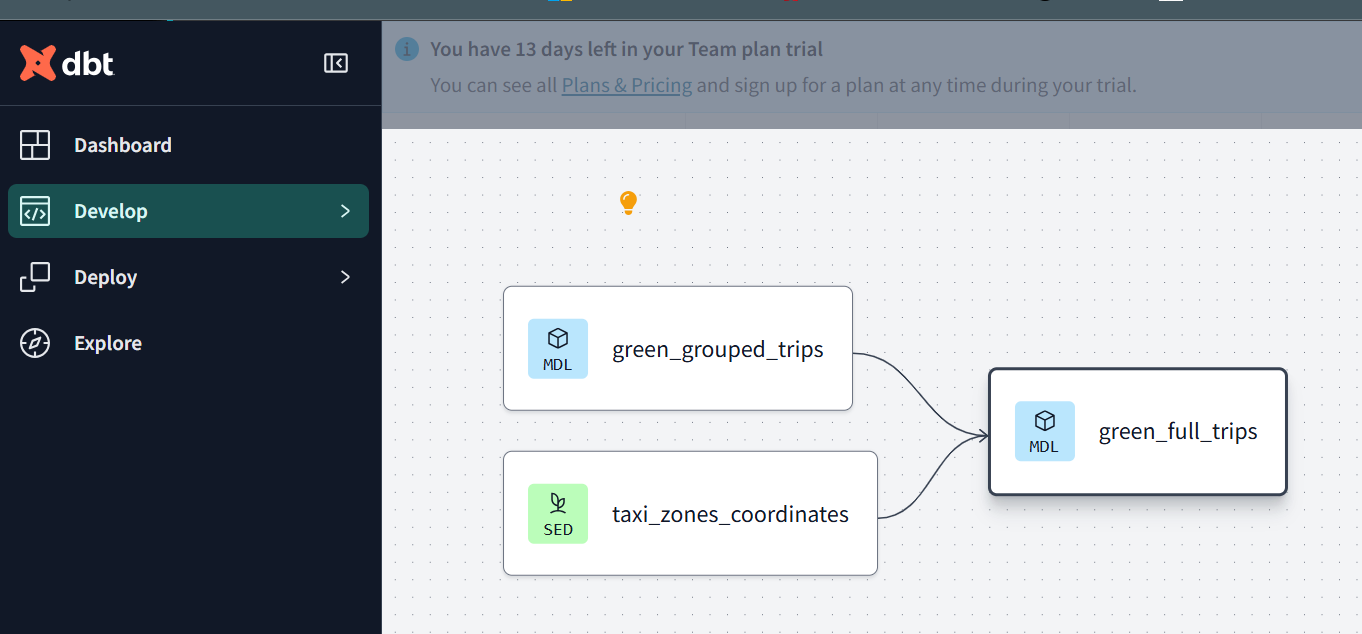 dbt
You have 13 days left in your Team plan trial
You can see all Plans & Pricing and sign up for a plan at any time during your trial.
Dashboard
Develop
Deploy
Explore
MDL
green_grouped_trips
SED
taxi_zones_coordinates
MDL
green_full_trips